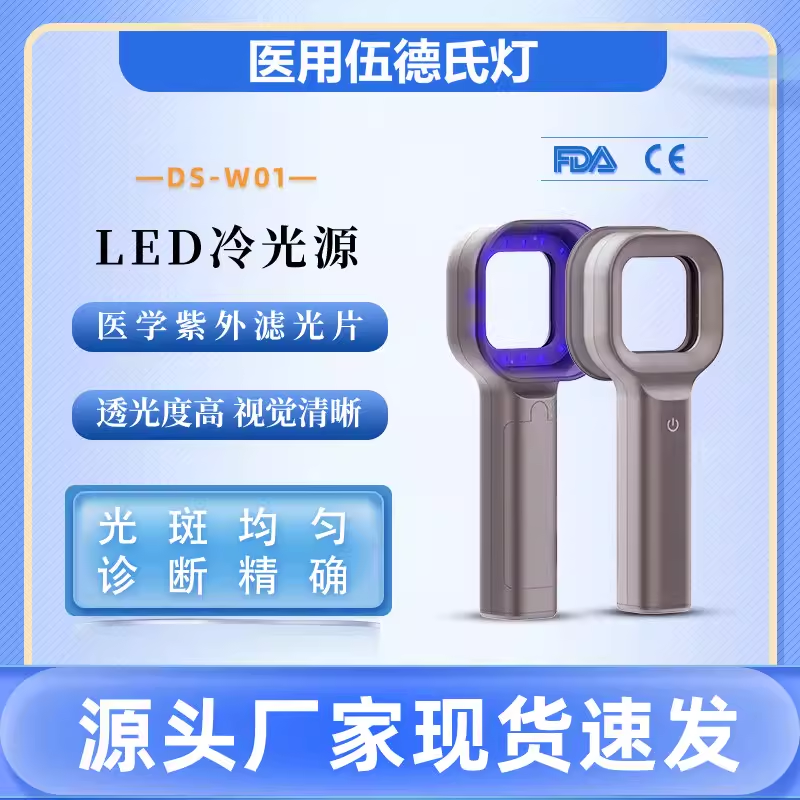 医用伍德氏灯
FDA CE
—DS-W01—
LED冷光源
医学紫外滤光片
透光度高 视觉清晰
光斑均匀
诊断精确
源头厂家现货速发